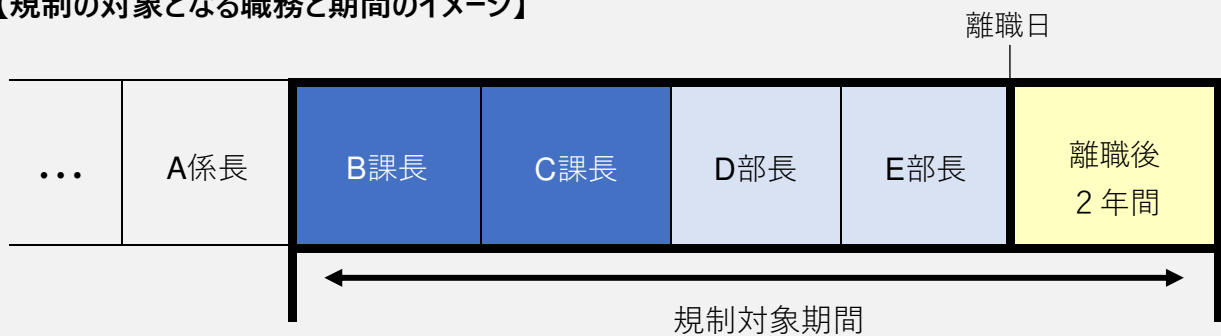 【規制の対象となる職務と期間のイメージ】
離職日
… A係長 B課長 C課長 D部長 E部長 離職後
２年間
規制対象期間